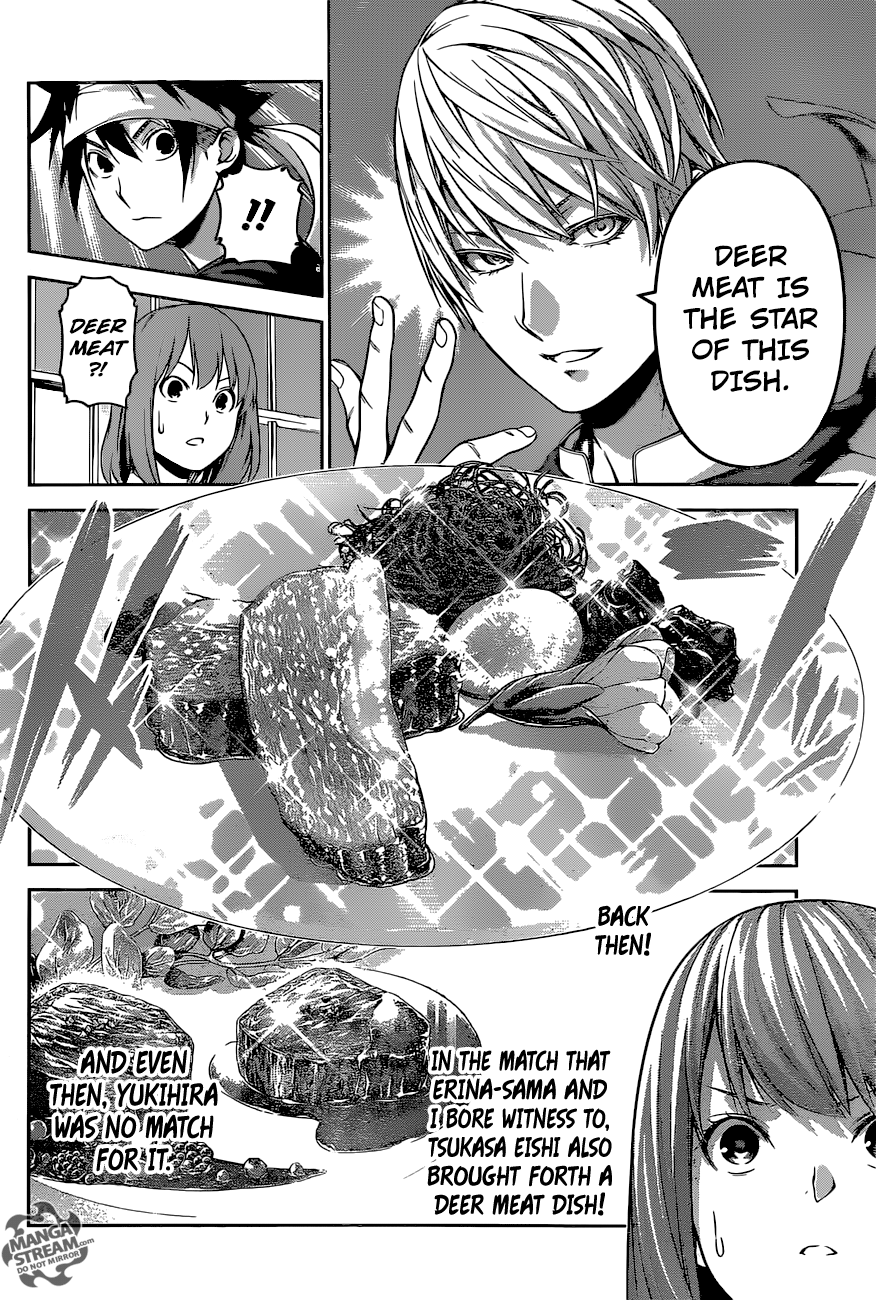 DEER
MEAT IS
THE STAR
OF THIS
DISH.
!!
DEER
MEAT
?!
BACK
THEN!
IN THE MATCH THAT
ERINA-SAMA AND
I BORE WITNESS TO,
TSUKASA EISHI ALSO
BROUGHT FORTH A
DEER MEAT DISH!
AND EVEN
THEN, YUKIHIRA
WAS NO MATCH
FOR IT.
MANGA
STREAM.com
DO NOT MIRROR